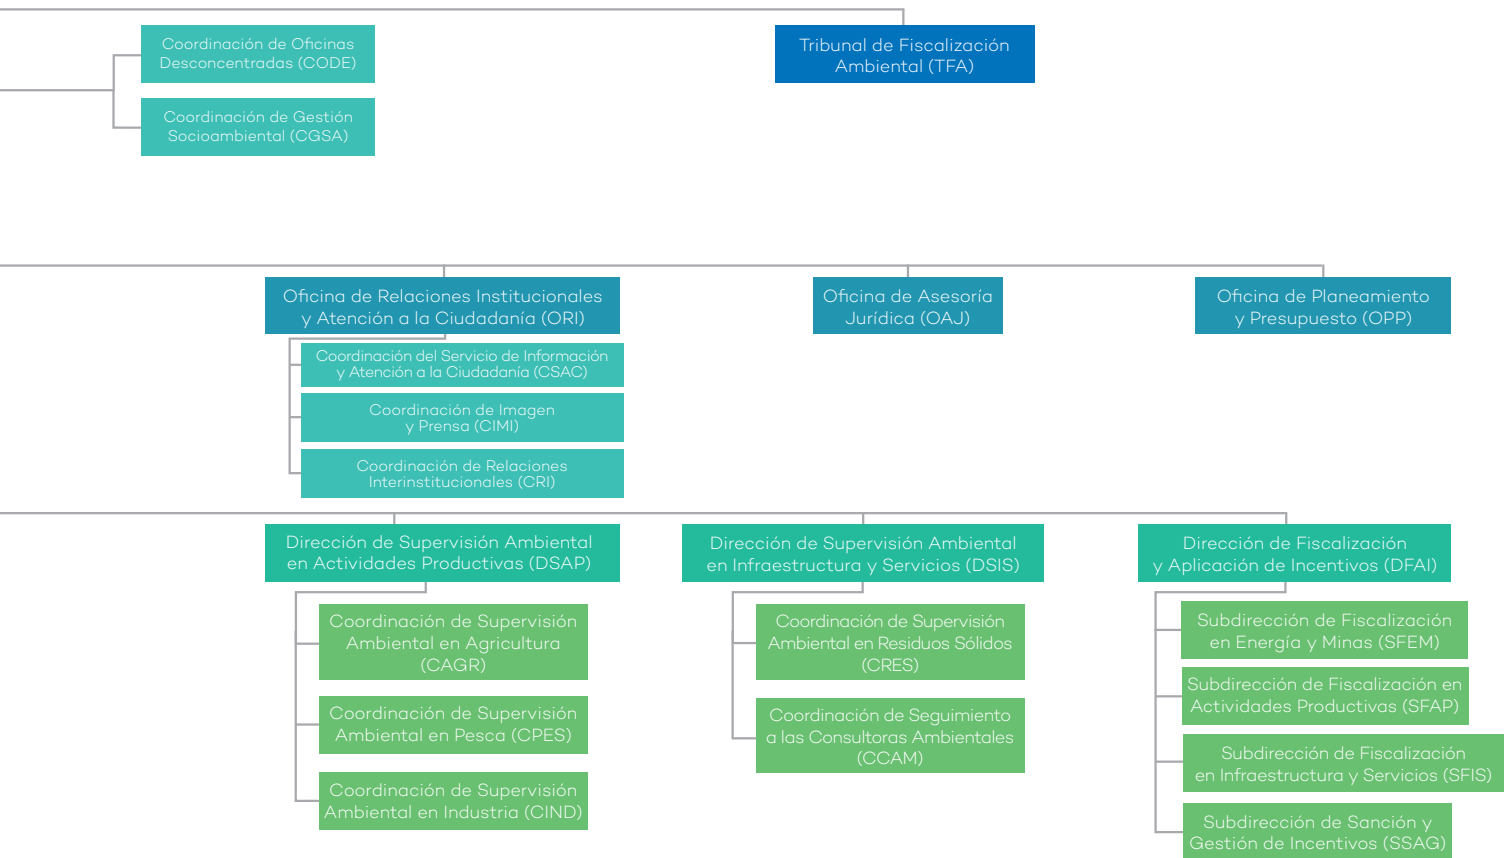 Coordinación de Oficinas
Desconcentradas (CODE)
Tribunal de Fiscalización
Ambiental (TFA)
Coordinación de Gestión
Socioambiental (CGSA)
Oficina de Relaciones Institucionales
y Atención a la Ciudadanía (ORI)
Coordinación del Servicio de Información
y Atención a la Ciudadanía (CSAC)
Coordinación de Imagen
y Prensa (CIMI)
Coordinación de Relaciones
Interinstitucionales (CRI)
Oficina de Asesoría
Jurídica (OAJ)
Oficina de Planeamiento
y Presupuesto (OPP)
Dirección de Supervisión Ambiental
en Actividades Productivas (DSAP)
Coordinación de Supervisión
Ambiental en Agricultura
(CAGR)
Coordinación de Supervisión
Ambiental en Pesca (CPES)
Coordinación de Supervisión
Ambiental en Industria (CIND)
Dirección de Supervisión Ambiental
en Infraestructura y Servicios (DSIS)
Coordinación de Supervisión
Ambiental en Residuos Sólidos
(CRES)
Coordinación de Seguimiento
a las Consultoras Ambientales
(CCAM)
Dirección de Fiscalización
y Aplicación de Incentivos (DFAI)
Subdirección de Fiscalización
en Energía y Minas (SFEM)
Subdirección de Fiscalización en
Actividades Productivas (SFAP)
Subdirección de Fiscalización
en Infraestructura y Servicios (SFIS)
Subdirección de Sanción y
Gestión de Incentivos (SSAG)